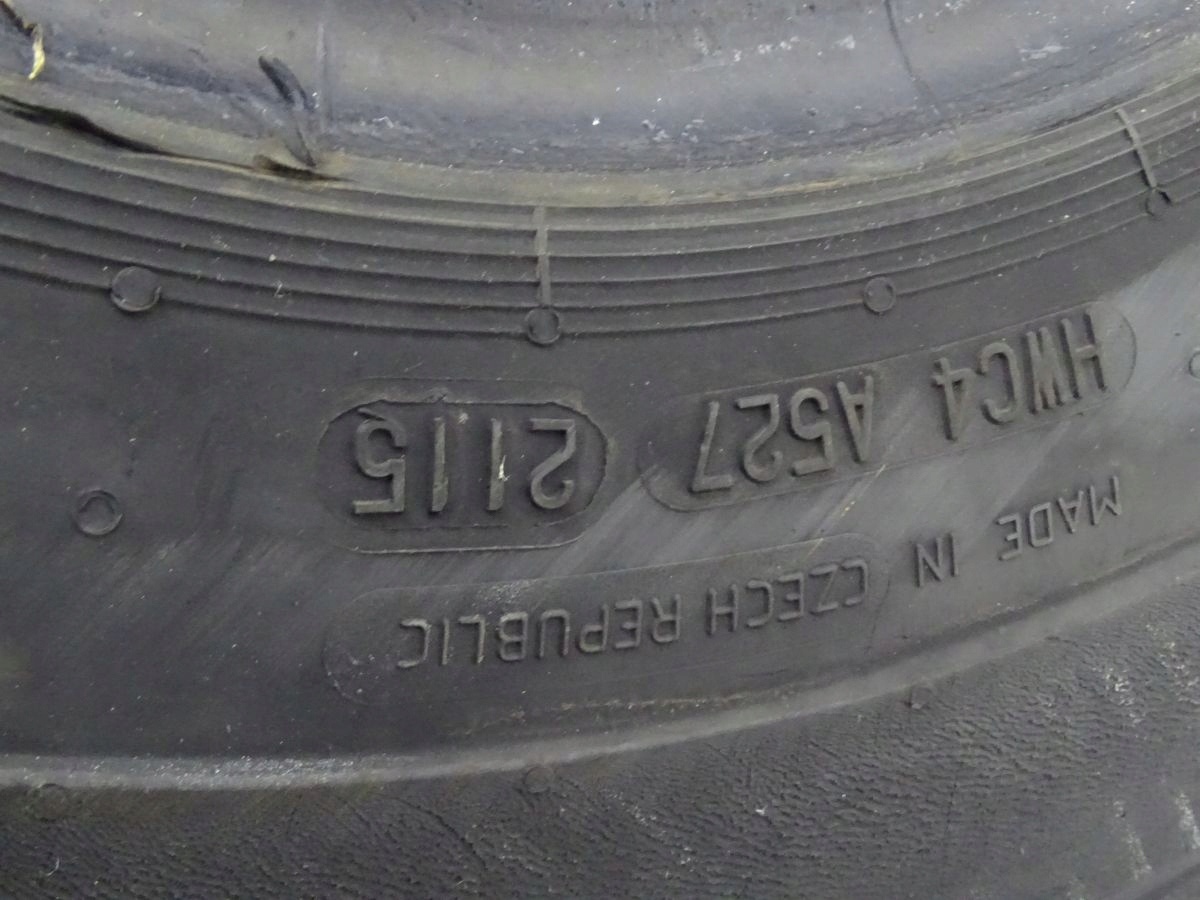 MADE IN CZECH REPUBLIC
HWC4 A527 2115